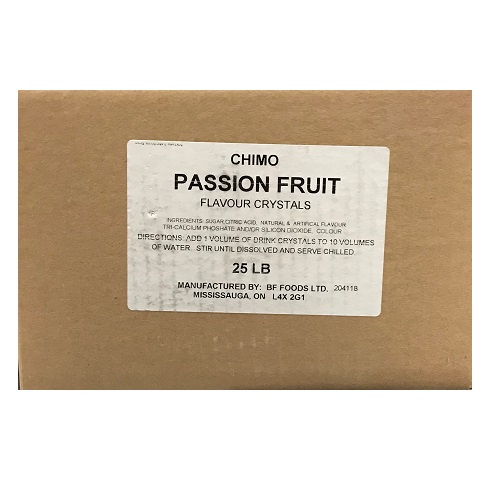 CHIMO
PASSION FRUIT
FLAVOUR CRYSTALS
INGREDIENTS: SUGAR,CITRIC ACID, NATURAL & ARTIFICAL FLAVOUR
TRI-CALCIUM PHOSHATE AND/OR SILICON DIOXIDE, COLOUR
DIRECTIONS: ADD 1 VOLUME OF DRINK CRYSTALS TO 10 VOLUMES
OF WATER. STIR UNTIL DISSOLVED AND SERVE CHILLED
25 LB
MANUFACTURED BY: BF FOODS LTD. 204118
MISSISSAUGA, ON L4X 2G1